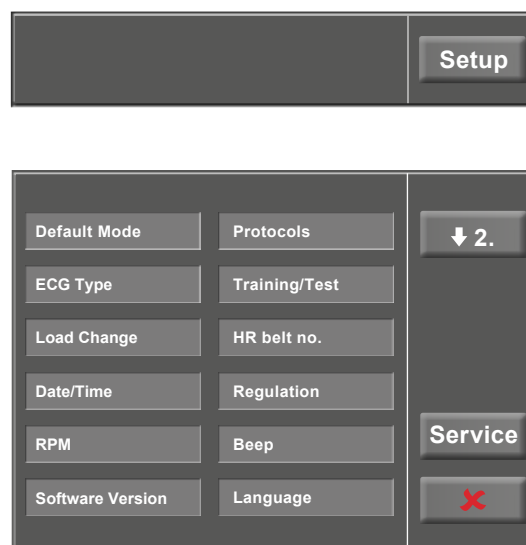 Setup
Default Mode Protocols
ECG Type Training/Test
Load Change HR belt no.
Date/Time Regulation
RPM Beep
Software Version Language
2.
Service